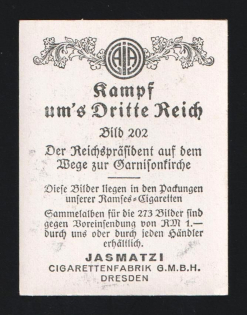 AJA
Kampf
um's Dritte Reich
Bild 202
Der Reichspräsident auf dem
Wege zur Garnisonkirche
Diese Bilder liegen in den Packungen
unserer Ramses=Cigaretten
Sammelalben für die 273 Bilder sind
gegen Voreinsendung von RM 1.—
durch uns oder durch jeden Händler
erhältlich.
JASMATZI
CIGARETTENFABRIK G.M.B.H.
DRESDEN